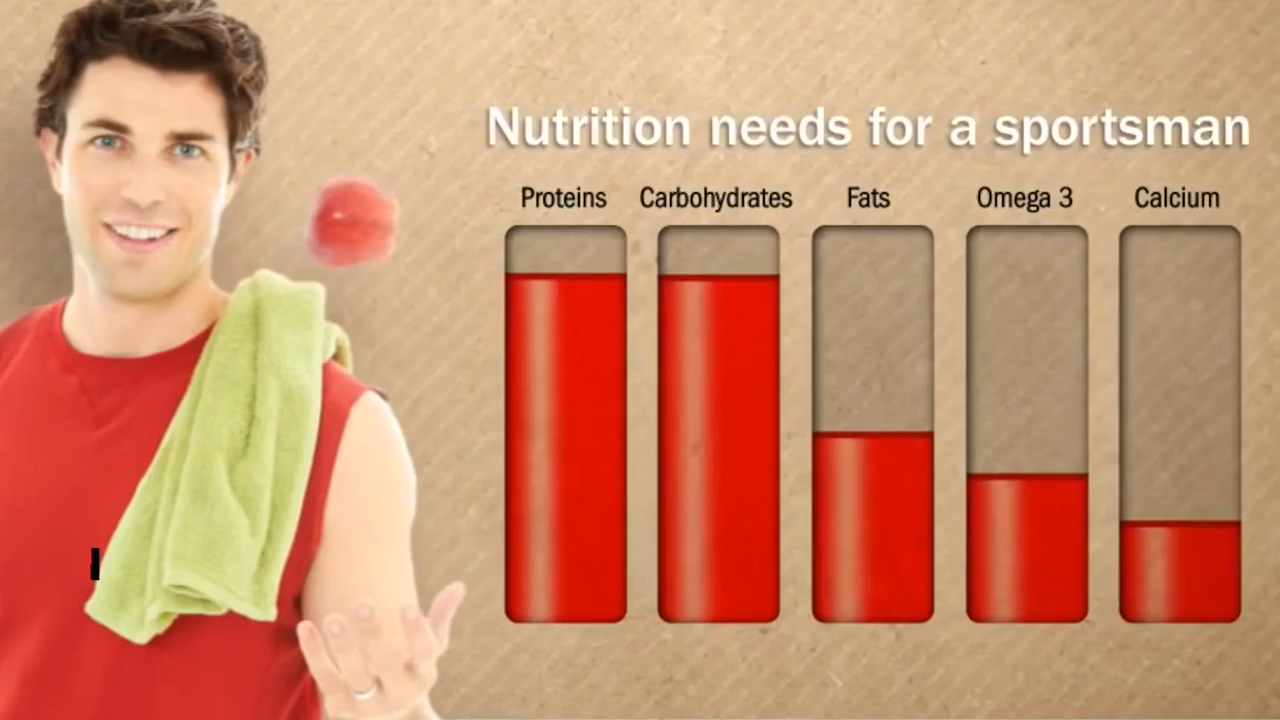 Nutrition needs for a sportsman
Proteins Carbohydrates Fats Omega 3 Calcium